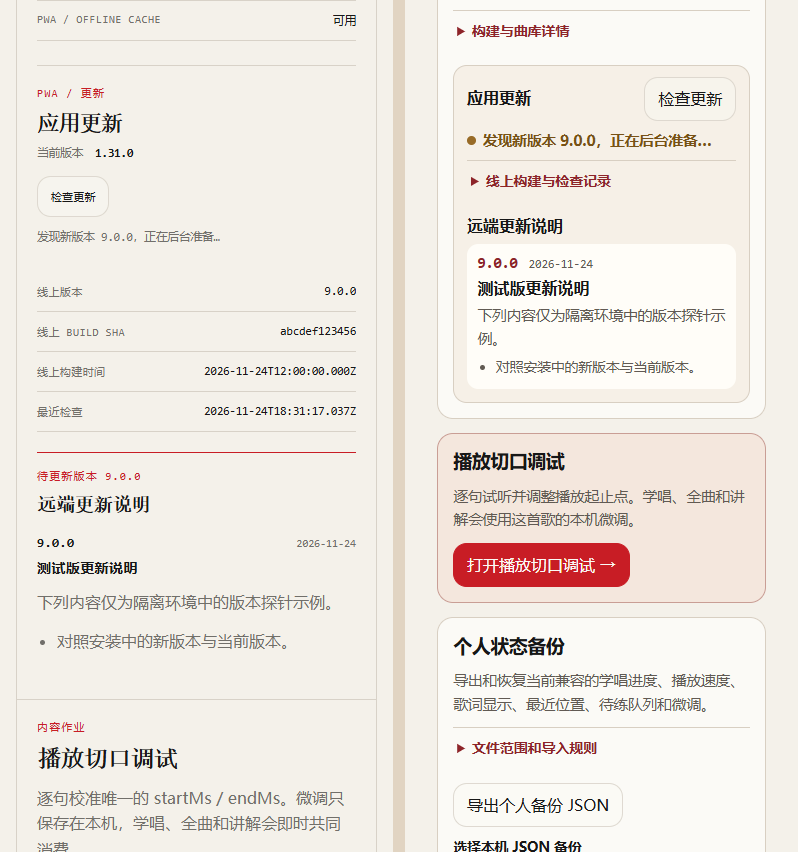 PWA / OFFLINE CACHE 可用
PWA / 更新
应用更新
当前版本 1.31.0
检查更新
发现新版本 9.0.0，正在后台准备…
线上版本 9.0.0
线上 BUILD SHA abcdef123456
线上构建时间 2026-11-24T12:00:00.000Z
最近检查 2026-11-24T18:31:17.037Z
待更新版本 9.0.0
远端更新说明
9.0.0 2026-11-24
测试版更新说明
下列内容仅为隔离环境中的版本探针示例。
• 对照安装中的新版本与当前版本。
内容作业
播放切口调试
逐句校准唯一的 startMs / endMs。微调只
保存在本机，学唱、全曲和讲解会即时共同
消费
▶ 构建与曲库详情
应用更新 检查更新
发现新版本 9.0.0，正在后台准备…
▶ 线上构建与检查记录
远端更新说明
9.0.0 2026-11-24
测试版更新说明
下列内容仅为隔离环境中的版本探针示
例。
• 对照安装中的新版本与当前版本。
播放切口调试
逐句试听并调整播放起止点。学唱、全曲和讲
解会使用这首歌的本机微调。
打开播放切口调试 →
个人状态备份
导出和恢复当前兼容的学唱进度、播放速度、
歌词显示、最近位置、待练队列和微调。
▶ 文件范围和导入规则
导出个人备份 JSON
选择本机 JSON 备份